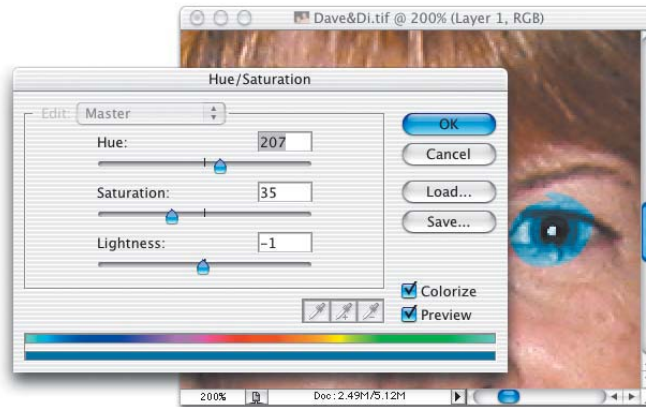 Dave&Di.tif @ 200% (Layer 1, RGB)
Hue/Saturation
Edit: Master
Hue: 207
Saturation: 35
Lightness: -1
OK
Cancel
Load...
Save...
Colorize
Preview
200% Doc: 2.49M/5.12M